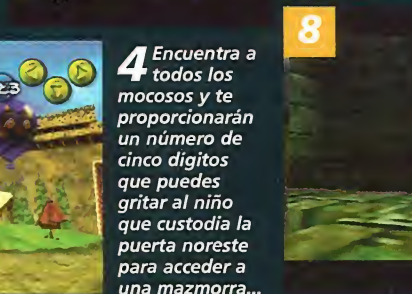 4 Encuentra a
todos los
mocosos y te
proporcionarán
un número de
cinco dígitos
que puedes
gritar al niño
que custodia la
puerta noreste
para acceder a
una mazmorra...
8